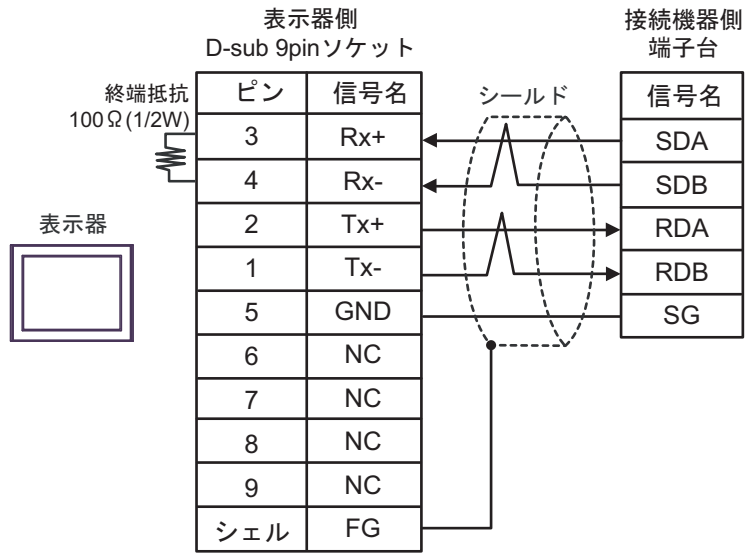 表示器側
D-sub 9pinソケット
接続機器側
端子台
終端抵抗
100Ω(1/2W)
シールド
表示器
ピン 信号名
3 Rx+
4 Rx-
2 Tx+
1 Tx-
5 GND
6 NC
7 NC
8 NC
9 NC
シェル FG
信号名
SDA
SDB
RDA
RDB
SG